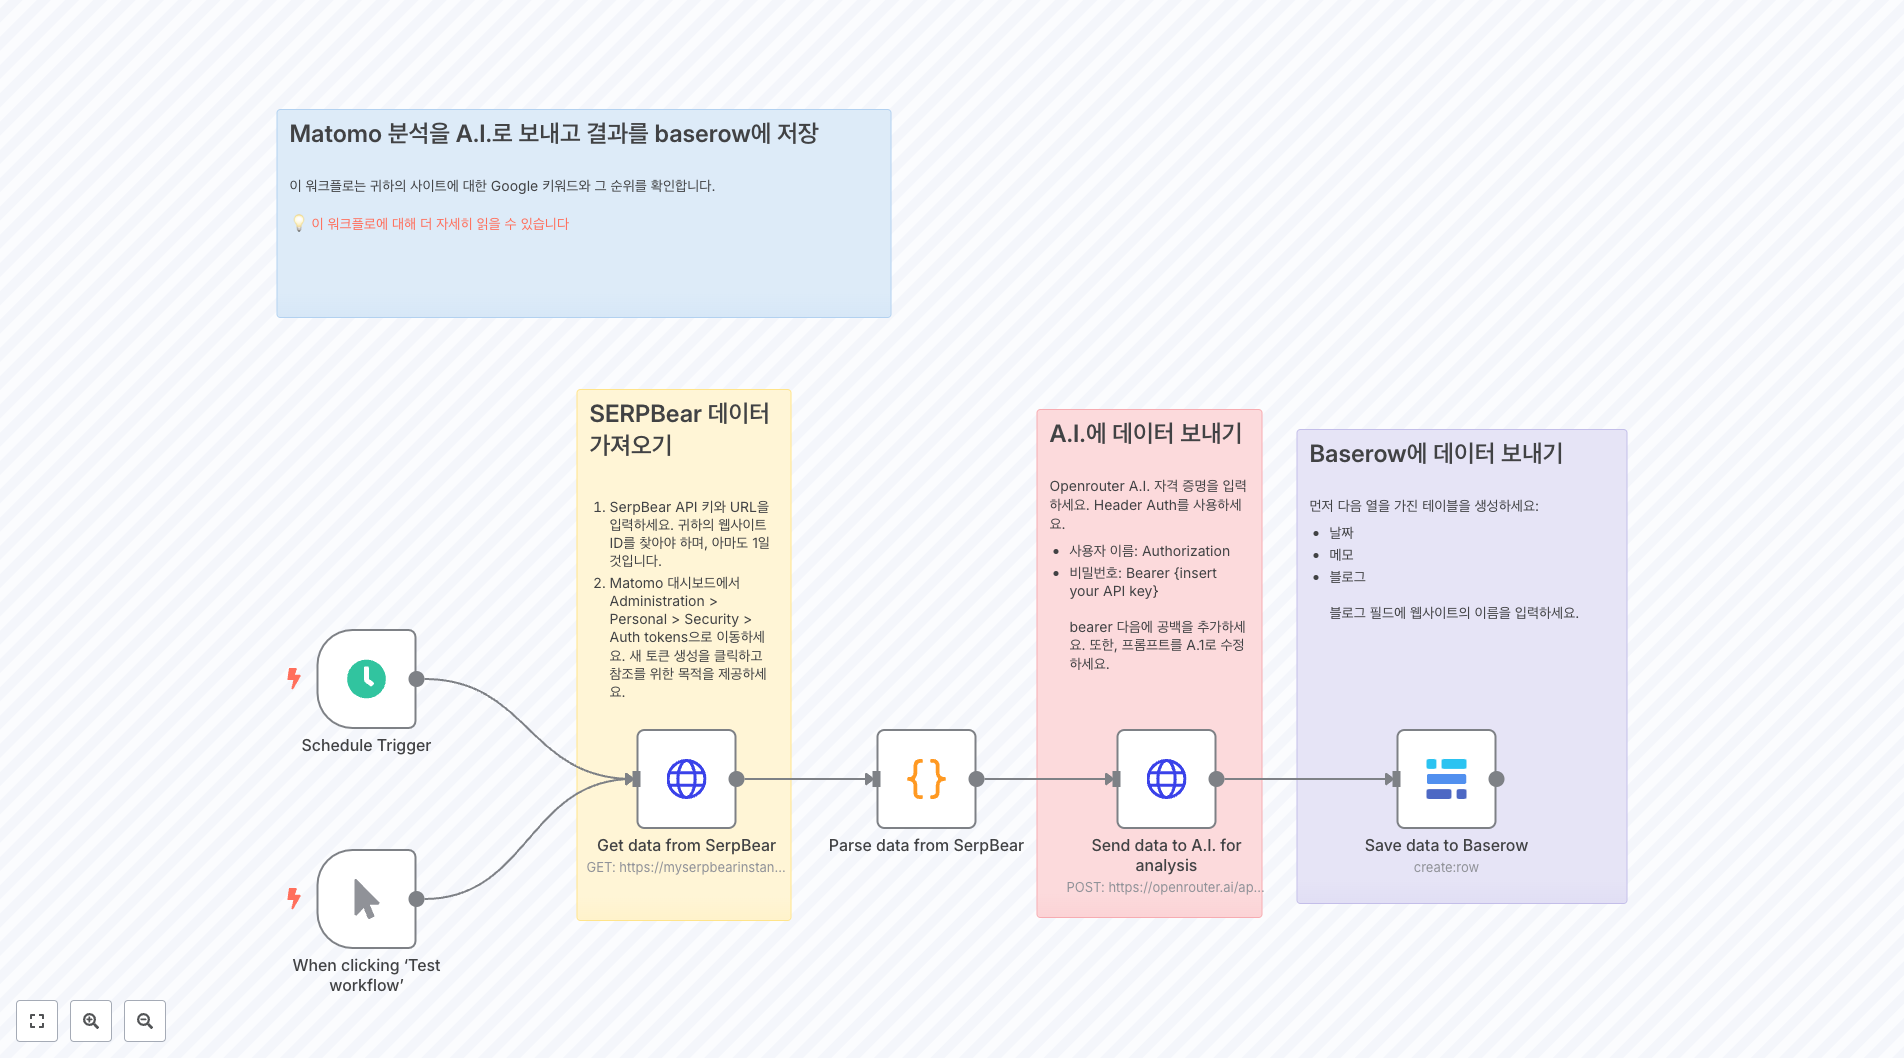 Matomo 분석을 A.I.로 보내고 결과를 baserow에 저장
이 워크플로는 귀하의 사이트에 대한 Google 키워드와 그 순위를 확인합니다.
💡 이 워크플로에 대해 더 자세히 읽을 수 있습니다
SERPBear 데이터
가져오기
1. SerpBear API 키와 URL을
입력하세요. 귀하의 웹사이트
ID를 찾아야 하며, 아마도 1일
것입니다.
2. Matomo 대시보드에서
Administration >
Personal > Security >
Auth tokens으로 이동하세
요. 새 토큰 생성을 클릭하고
참조를 위한 목적을 제공하세
요.
A.I.에 데이터 보내기
Openrouter A.I. 자격 증명을 입력
하세요. Header Auth를 사용하세
요.
• 사용자 이름: Authorization
• 비밀번호: Bearer {insert
your API key}
bearer 다음에 공백을 추가하세
요. 또한, 프롬프트를 A.1로 수정
하세요.
Baserow에 데이터 보내기
먼저 다음 열을 가진 테이블을 생성하세요:
• 날짜
• 메모
• 블로그
블로그 필드에 웹사이트의 이름을 입력하세요.
Schedule Trigger
When clicking ‘Test
workflow’
Get data from SerpBear
GET: https://myserpbearinstan...
Parse data from SerpBear
Send data to A.I. for
analysis
POST: https://openrouter.ai/ap...
Save data to Baserow
create:row